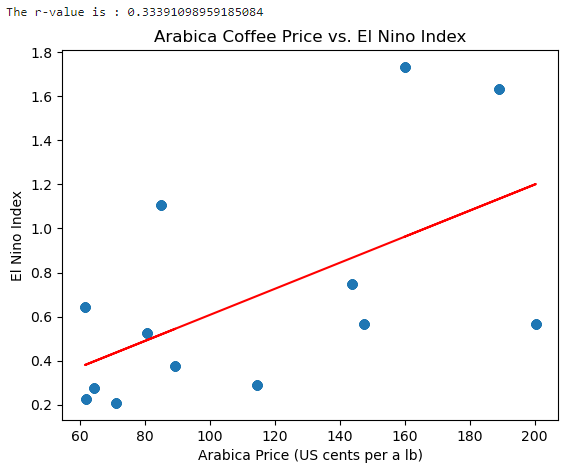 The r-value is : 0.33391098959185084
Arabica Coffee Price vs. El Nino Index
1.8
1.6
1.4
1.2
1.0
0.8
0.6
0.4
0.2
El Nino Index
60 80 100 120 140 160 180 200
Arabica Price (US cents per a lb)